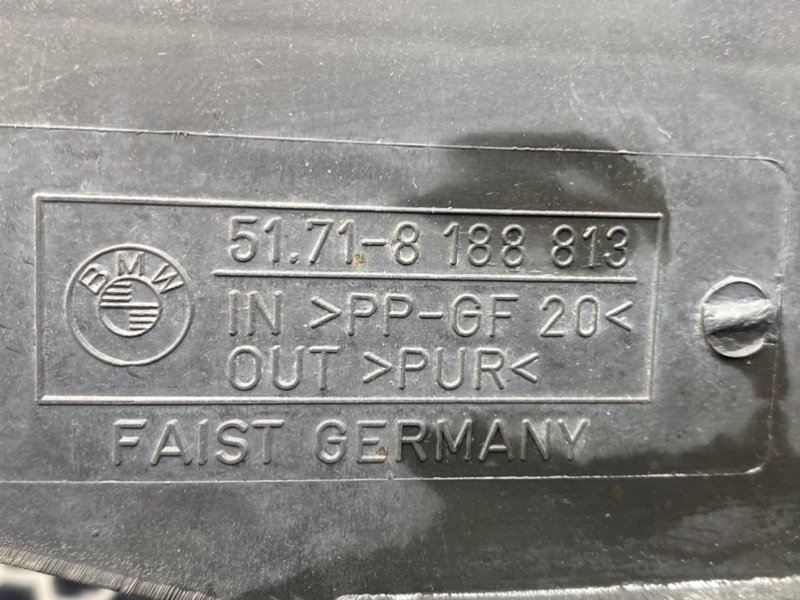 BMW
51.71-8 188 813
IN >PP-GF 20<
OUT >PUR<
FAIST GERMANY